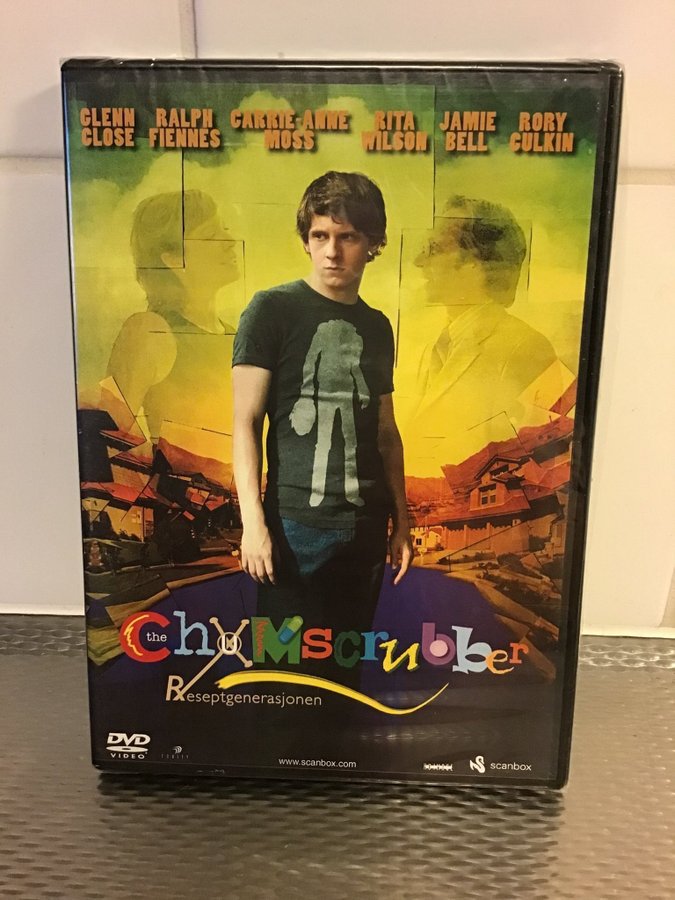 GLENN CLOSE
RALPH FIENNES
CARRIE-ANNE MOSS
RITA WILSON
JAMIE BELL
RORY CULKIN
the Chumscrubber
Reseptgenerasjonen
DVD
VIDEO
www.scanbox.com
scanbox